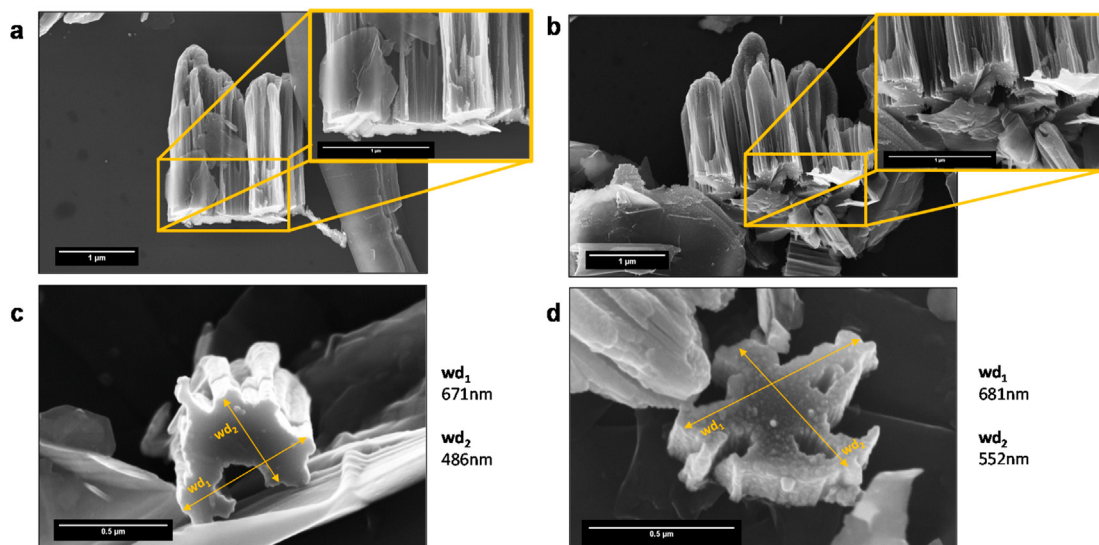 a
1 µm
1 µm
b
1 µm
1 µm
c
wd2
wd1
0.5 µm
wd1
671nm
wd2
486nm
d
wd1
wd2
0.5 µm
wd1
681nm
wd2
552nm